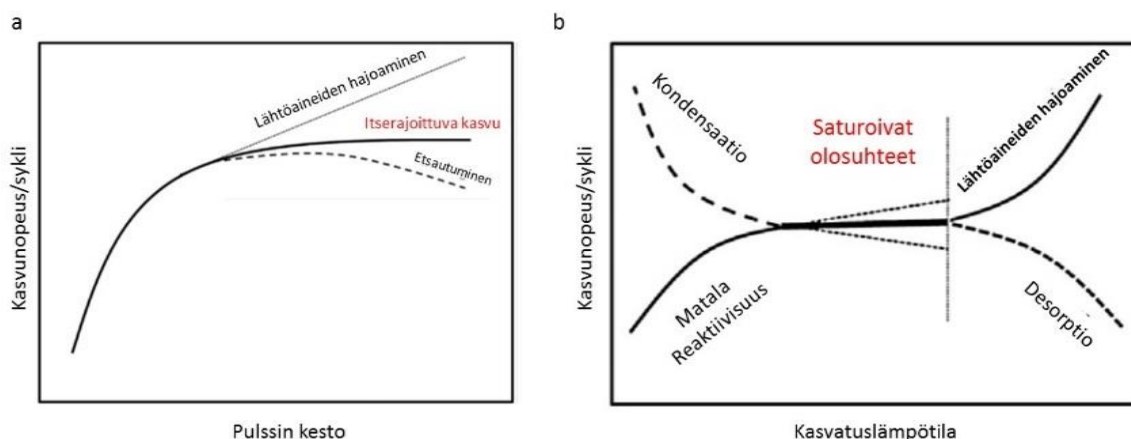 a
Kasvunopeus/sykli
Lähtöaineiden hajoaminen
Itserajoittuva kasvu
Etsautuminen
Pulssin kesto
b
Kasvunopeus/sykli
Kondensaatio
Saturoivat
olosuhteet
Lähtöaineiden hajoaminen
Matala
Reaktiivisuus
Desorptio
Kasvatuslämpötila